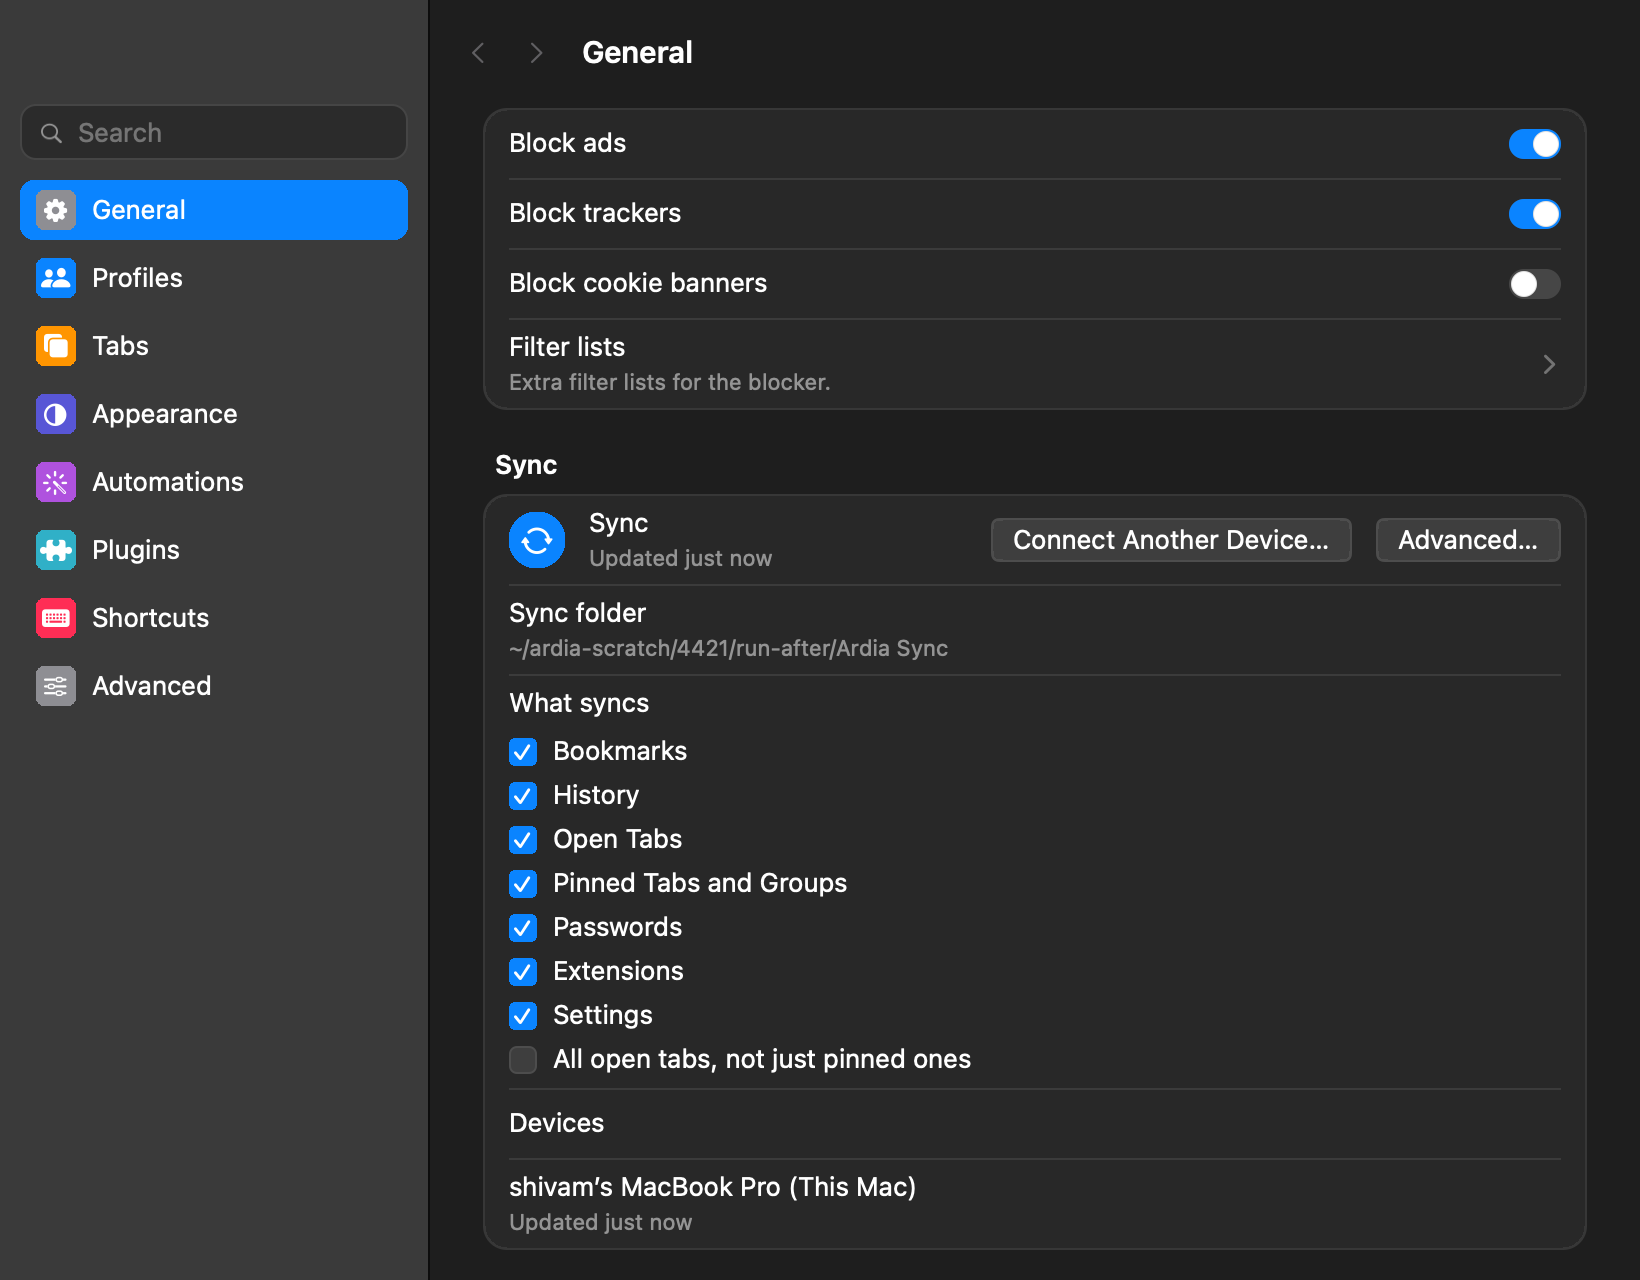 Search
General
Profiles
Tabs
Appearance
Automations
Plugins
Shortcuts
Advanced
General
Block ads
Block trackers
Block cookie banners
Filter lists
Extra filter lists for the blocker.
Sync
Sync
Updated just now
Connect Another Device...
Advanced...
Sync folder
~/ardia-scratch/4421/run-after/Ardia Sync
What syncs
Bookmarks
History
Open Tabs
Pinned Tabs and Groups
Passwords
Extensions
Settings
All open tabs, not just pinned ones
Devices
shivam’s MacBook Pro (This Mac)
Updated just now